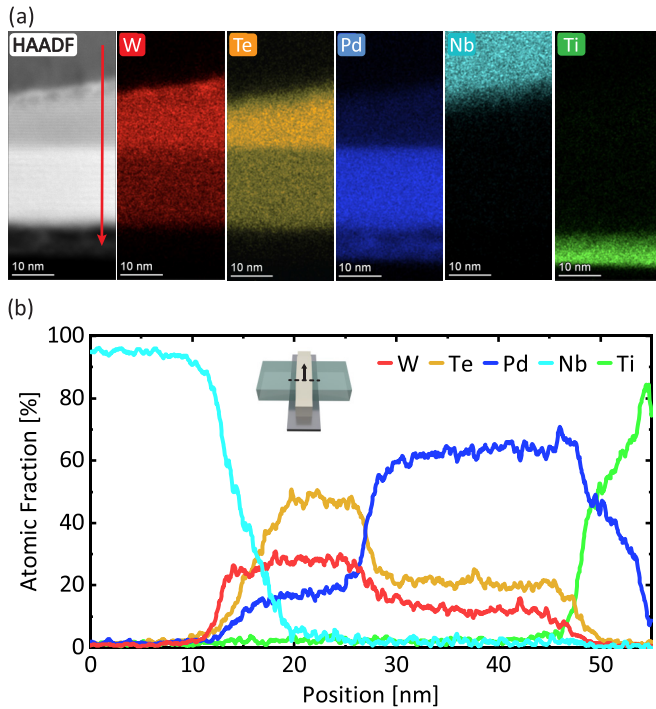 (a)
HAADF W Te Pd Nb Ti
10 nm 10 nm 10 nm 10 nm 10 nm 10 nm
(b)
100
80
60
40
20
0
Atomic Fraction [%]
W Te Pd Nb Ti
0 10 20 30 40 50
Position [nm]